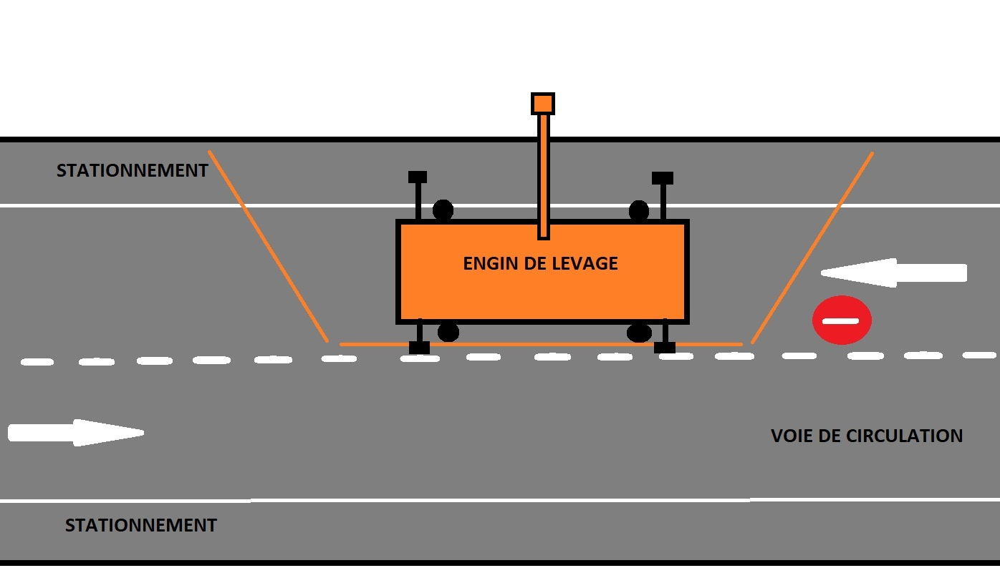 STATIONNEMENT
ENGIN DE LEVAGE
VOIE DE CIRCULATION
STATIONNEMENT